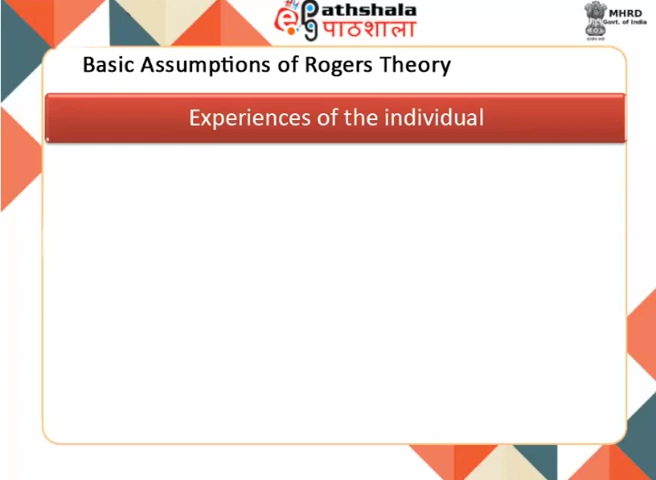 ePathshala
पाठशाला
MHRD
Govt. of India
Basic Assumptions of Rogers Theory
Experiences of the individual